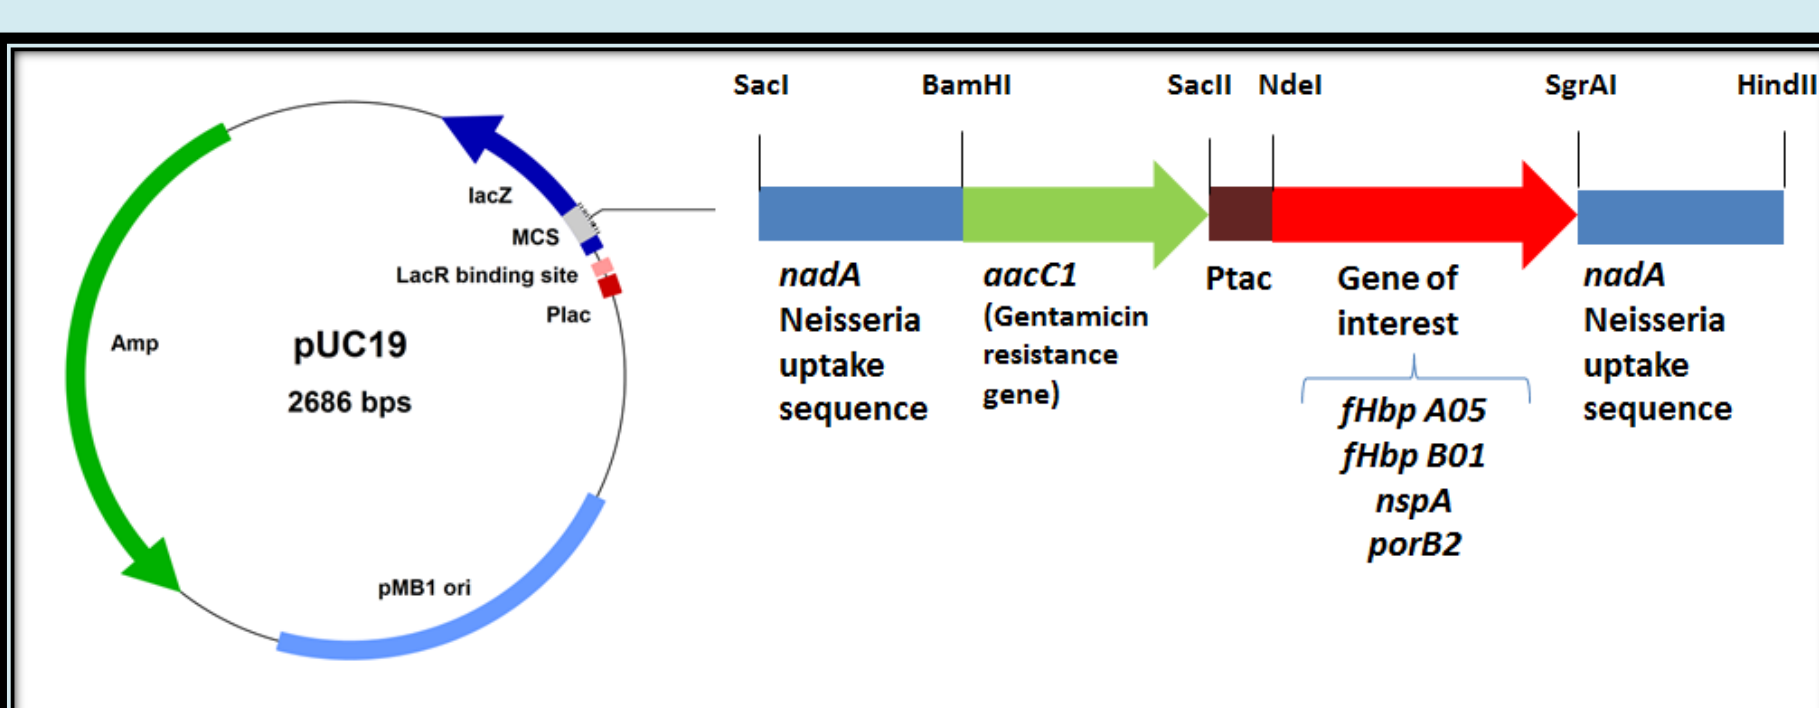 SacI BamHI SacII NdeI SgrAI HindII
lacZ
MCS
LacR binding site
Plac
Amp
pUC19
2686 bps
pMB1 ori
nadA
Neisseria
uptake
sequence
aacC1
(Gentamicin
resistance
gene)
Ptac
Gene of
interest
fHbp A05
fHbp B01
nspA
porB2
nadA
Neisseria
uptake
sequence